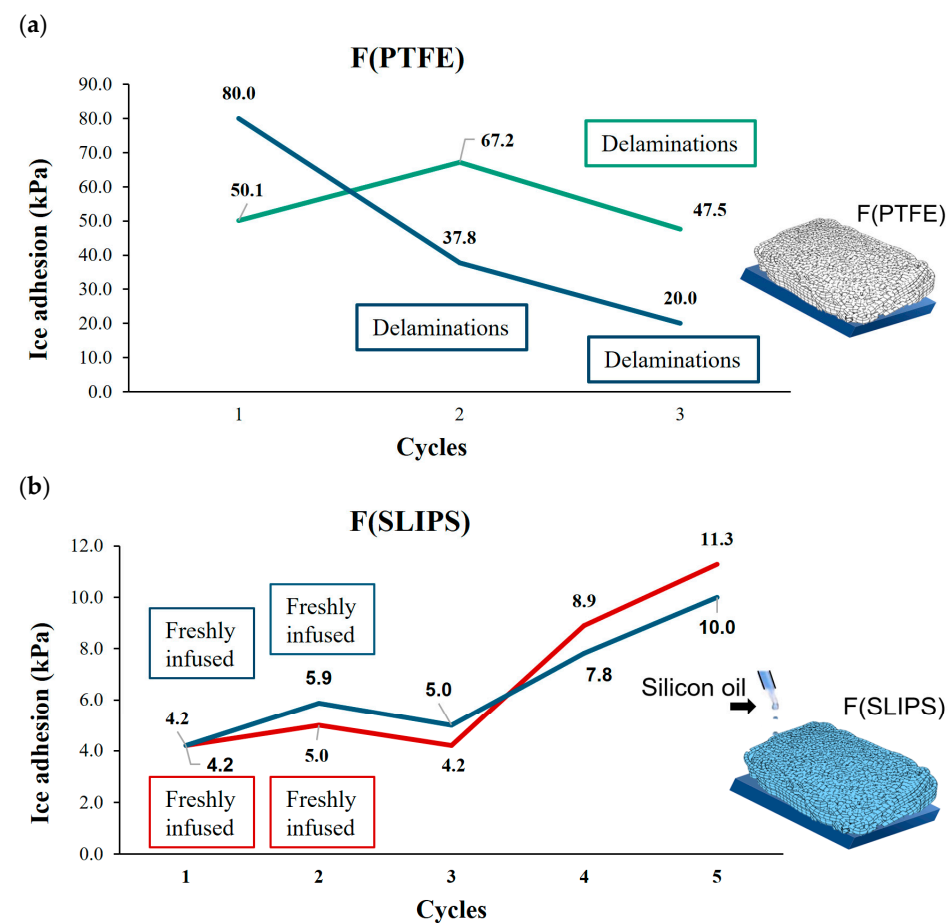 (a)
F(PTFE)
Ice adhesion (kPa)
90.0
80.0
70.0
60.0
50.0
40.0
30.0
20.0
10.0
0.0
80.0
50.1
67.2
37.8
47.5
20.0
Delaminations
Delaminations
Delaminations
F(PTFE)
1
2
3
Cycles
(b)
F(SLIPS)
Ice adhesion (kPa)
12.0
10.0
8.0
6.0
4.0
2.0
0.0
Freshly
infused
Freshly
infused
4.2
4.2
5.9
5.0
5.0
4.2
8.9
7.8
11.3
10.0
Freshly
infused
Freshly
infused
Silicon oil
F(SLIPS)
1
2
3
4
5
Cycles